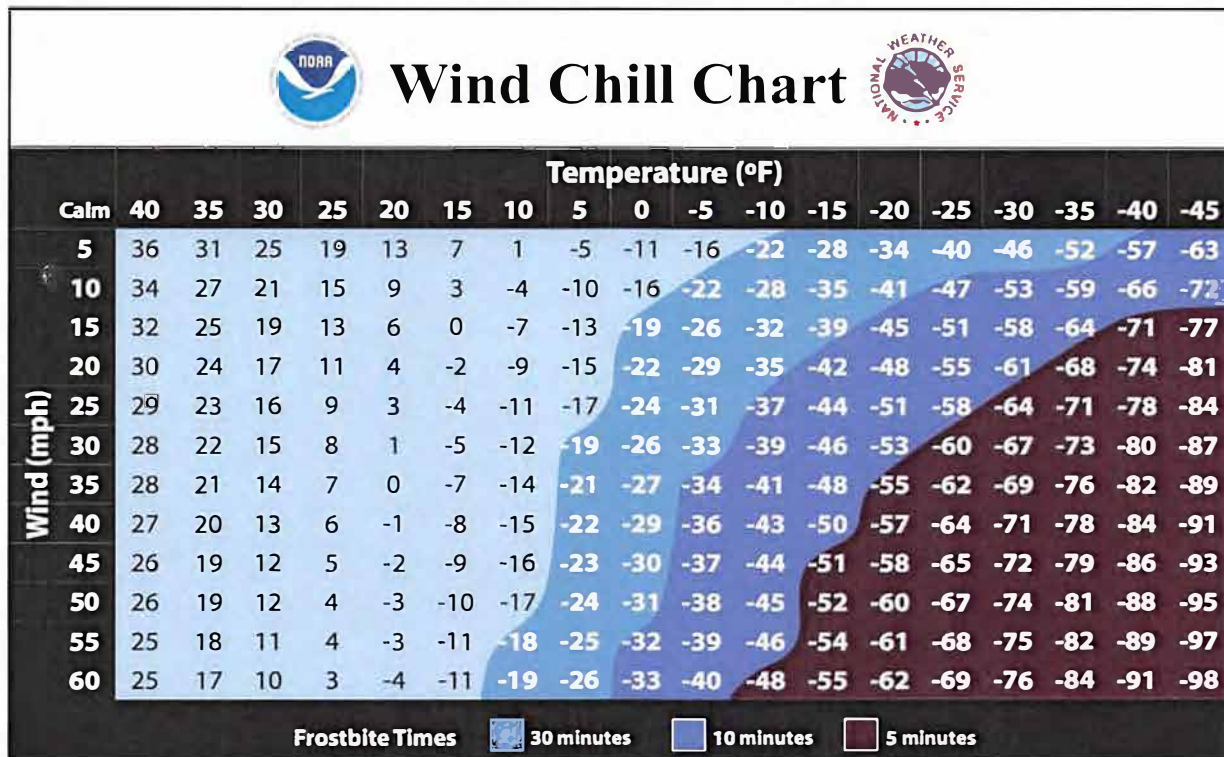 NOAA
Wind Chill Chart
NATIONAL WEATHER SERVICE
Temperature (ºF)
Calm 40 35 30 25 20 15 10 5 0 -5 -10 -15 -20 -25 -30 -35 -40 -45
5 36 31 25 19 13 7 1 -5 -11 -16 -22 -28 -34 -40 -46 -52 -57 -63
10 34 27 21 15 9 3 -4 -10 -16 -22 -28 -35 -41 -47 -53 -59 -66 -72
15 32 25 19 13 6 0 -7 -13 -19 -26 -32 -39 -45 -51 -58 -64 -71 -77
20 30 24 17 11 4 -2 -9 -15 -22 -29 -35 -42 -48 -55 -61 -68 -74 -81
25 29 23 16 9 3 -4 -11 -17 -24 -31 -37 -44 -51 -58 -64 -71 -78 -84
30 28 22 15 8 1 -5 -12 -19 -26 -33 -39 -46 -53 -60 -67 -73 -80 -87
35 28 21 14 7 0 -7 -14 -21 -27 -34 -41 -48 -55 -62 -69 -76 -82 -89
40 27 20 13 6 -1 -8 -15 -22 -29 -36 -43 -50 -57 -64 -71 -78 -84 -91
45 26 19 12 5 -2 -9 -16 -23 -30 -37 -44 -51 -58 -65 -72 -79 -86 -93
50 26 19 12 4 -3 -10 -17 -24 -31 -38 -45 -52 -60 -67 -74 -81 -88 -95
55 25 18 11 4 -3 -11 -18 -25 -32 -39 -46 -54 -61 -68 -75 -82 -89 -97
60 25 17 10 3 -4 -11 -19 -26 -33 -40 -48 -55 -62 -69 -76 -84 -91 -98
Wind (mph)
Frostbite Times 30 minutes 10 minutes 5 minutes